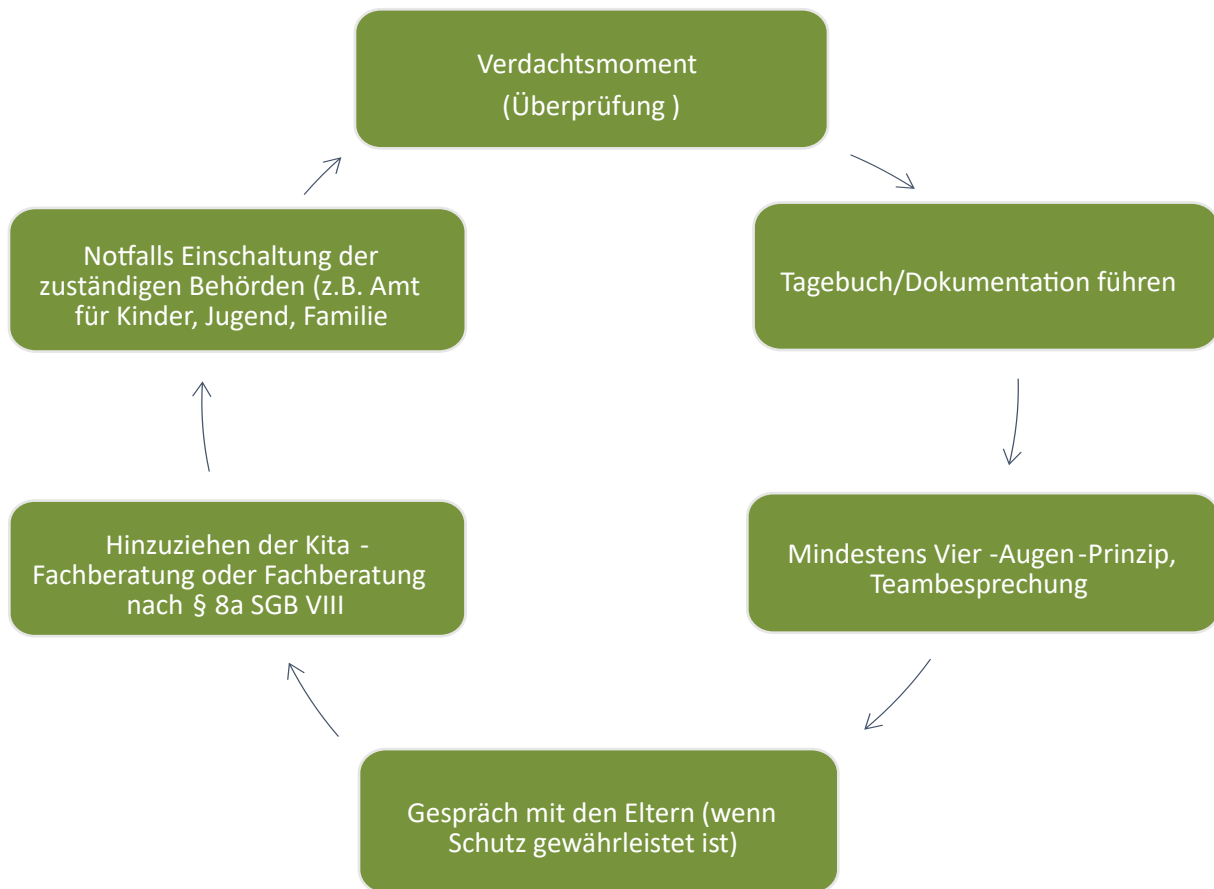 Verdachtsmoment
(Überprüfung )
Tagebuch/Dokumentation führen
Mindestens Vier -Augen -Prinzip,
Teambesprechung
Gespräch mit den Eltern (wenn
Schutz gewährleistet ist)
Hinzuziehen der Kita -
Fachberatung oder Fachberatung
nach § 8a SGB VIII
Notfalls Einschaltung der
zuständigen Behörden (z.B. Amt
für Kinder, Jugend, Familie